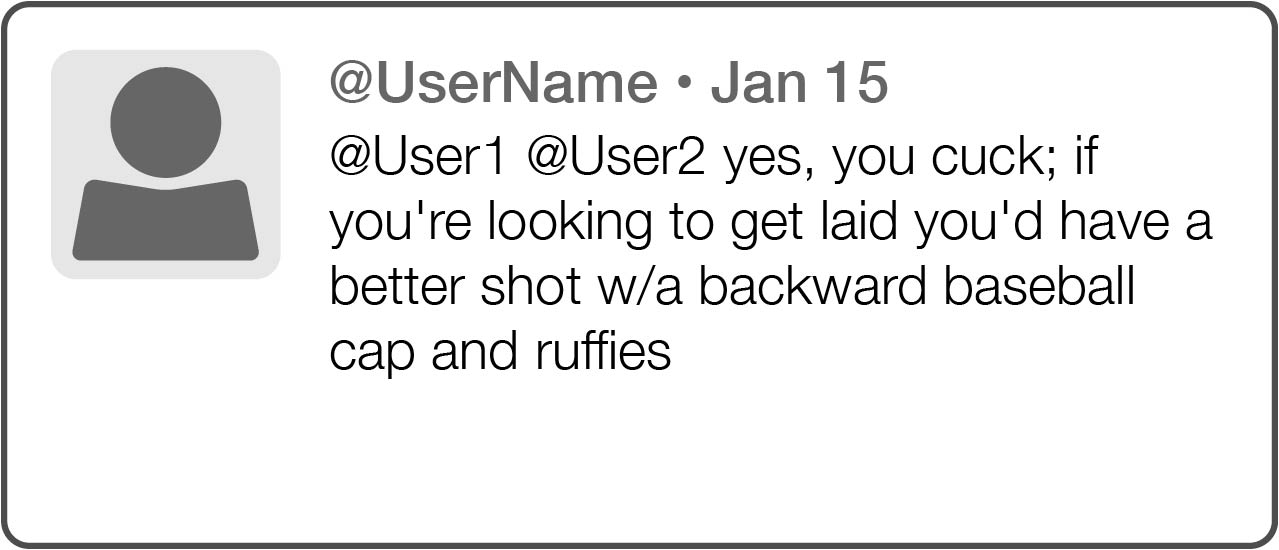 @UserName • Jan 15
@User1 @User2 yes, you cuck; if
you're looking to get laid you'd have a
better shot w/a backward baseball
cap and ruffies